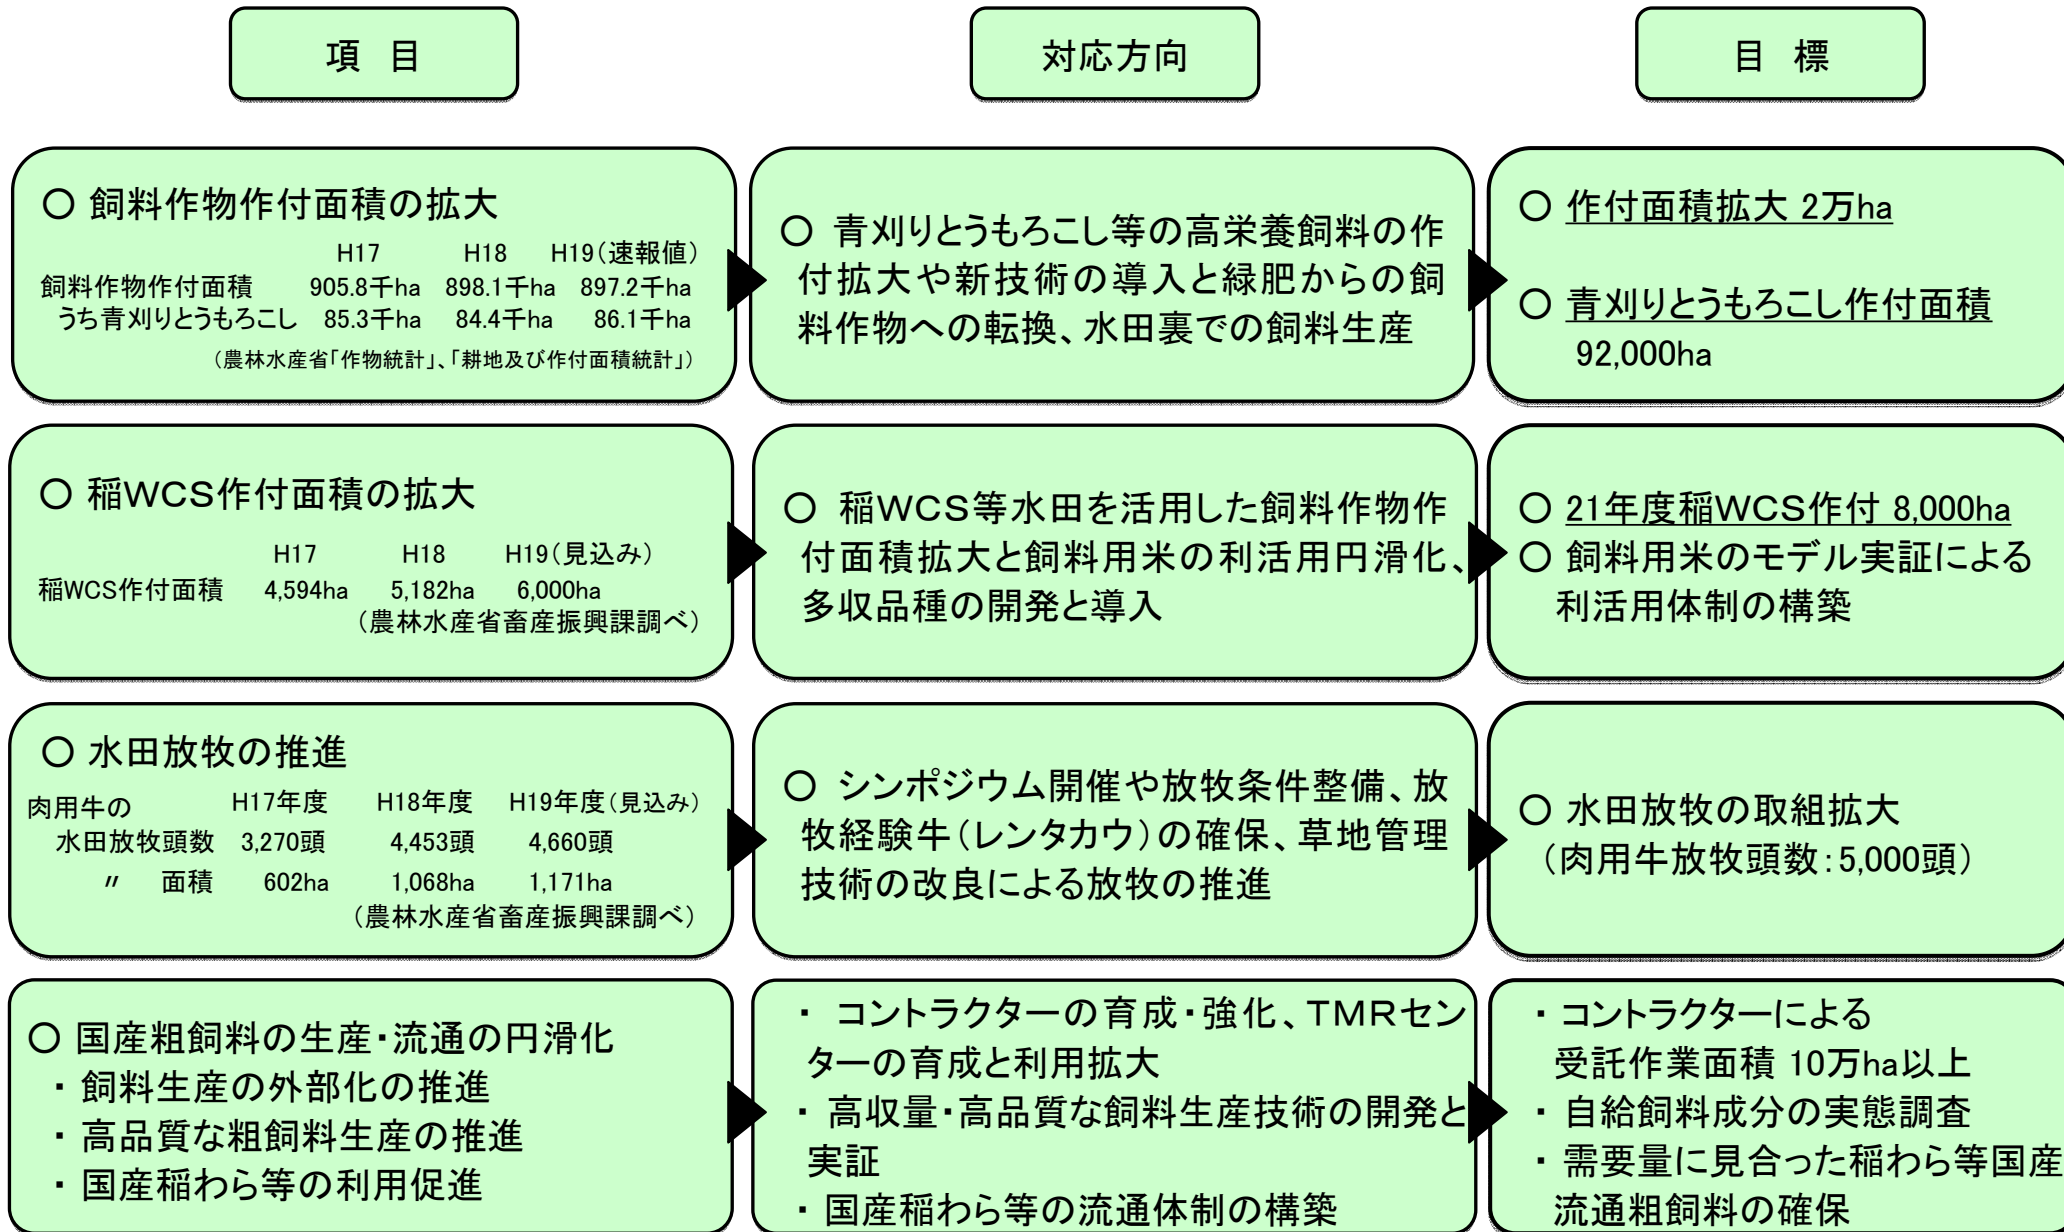 項 目
対応方向
目 標
○ 飼料作物作付面積の拡大
H17 H18 H19(速報値)
飼料作物作付面積 905.8千ha 898.1千ha 897.2千ha
うち青刈りとうもろこし 85.3千ha 84.4千ha 86.1千ha
(農林水産省「作物統計」、「耕地及び作付面積統計」)
○ 青刈りとうもろこし等の高栄養飼料の作
付拡大や新技術の導入と緑肥からの飼
料作物への転換、水田裏での飼料生産
○ 作付面積拡大 2万ha
○ 青刈りとうもろこし作付面積
92,000ha
○ 稲WCS作付面積の拡大
H17 H18 H19(見込み)
稲WCS作付面積 4,594ha 5,182ha 6,000ha
(農林水産省畜産振興課調べ)
○ 稲WCS等水田を活用した飼料作物作
付面積拡大と飼料用米の利活用円滑化、
多収品種の開発と導入
○ 21年度稲WCS作付 8,000ha
○ 飼料用米のモデル実証による
利活用体制の構築
○ 水田放牧の推進
肉用牛の H17年度 H18年度 H19年度(見込み)
水田放牧頭数 3,270頭 4,453頭 4,660頭
〃 面積 602ha 1,068ha 1,171ha
(農林水産省畜産振興課調べ)
○ シンポジウム開催や放牧条件整備、放
牧経験牛(レンタカウ)の確保、草地管理
技術の改良による放牧の推進
○ 水田放牧の取組拡大
(肉用牛放牧頭数:5,000頭)
○ 国産粗飼料の生産・流通の円滑化
・ 飼料生産の外部化の推進
・ 高品質な粗飼料生産の推進
・ 国産稲わら等の利用促進
・ コントラクターの育成・強化、TMRセン
ターの育成と利用拡大
・ 高収量・高品質な飼料生産技術の開発と
実証
・ 国産稲わら等の流通体制の構築
・ コントラクターによる
受託作業面積 10万ha以上
・ 自給飼料成分の実態調査
・ 需要量に見合った稲わら等国産
流通粗飼料の確保